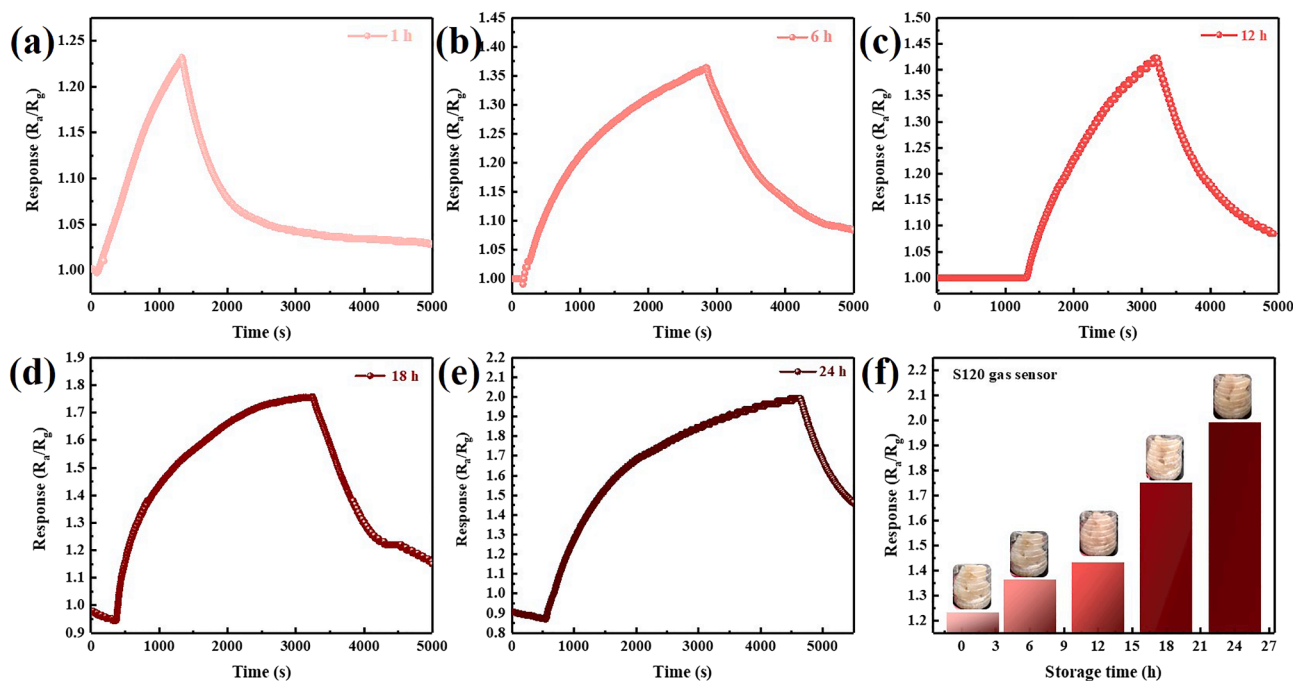 (a)
1 h
1.25
1.20
1.15
1.10
1.05
1.00
Response (Ra/Rg)
0 1000 2000 3000 4000 5000
Time (s)
(b)
6 h
1.45
1.40
1.35
1.30
1.25
1.20
1.15
1.10
1.05
1.00
Response (Ra/Rg)
0 1000 2000 3000 4000 5000
Time (s)
(c)
12 h
1.50
1.45
1.40
1.35
1.30
1.25
1.20
1.15
1.10
1.05
1.00
Response (Ra/Rg)
0 1000 2000 3000 4000 5000
Time (s)
(d)
18 h
1.9
1.8
1.7
1.6
1.5
1.4
1.3
1.2
1.1
1.0
0.9
Response (Ra/Rg)
0 1000 2000 3000 4000 5000
Time (s)
(e)
24 h
2.2
2.1
2.0
1.9
1.8
1.7
1.6
1.5
1.4
1.3
1.2
1.1
1.0
0.9
0.8
Response (Ra/Rg)
0 1000 2000 3000 4000 5000
Time (s)
(f)
S120 gas sensor
2.2
2.1
2.0
1.9
1.8
1.7
1.6
1.5
1.4
1.3
1.2
Response (Ra/Rg)
0 3 6 9 12 15 18 21 24 27
Storage time (h)